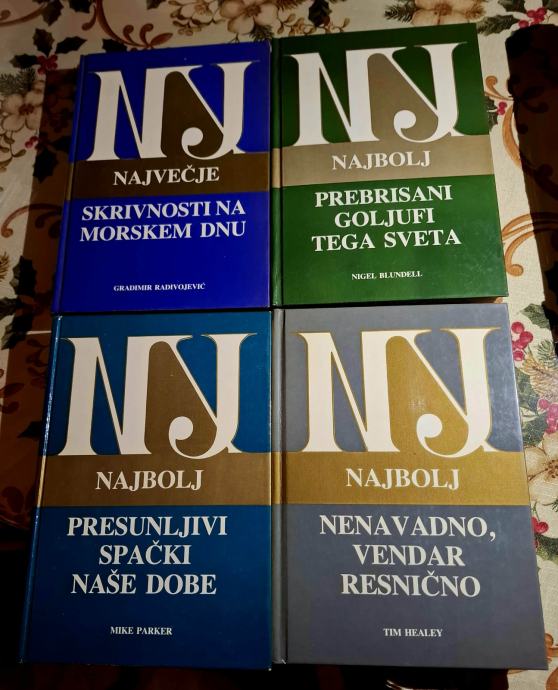 NJ
NAJVEČJE
SKRIVNOSTI NA
MORSKEM DNU
GRADIMIR RADIVOJEVIĆ
NJ
NAJBOLJ
PREBRISANI
GOLJUFI
TEGA SVETA
NIGEL BLUNDELL
NJ
NAJBOLJ
PRESUNLJIVI
SPAČKI
NAŠE DOBE
MIKE PARKER
NJ
NAJBOLJ
NENAVADNO,
VENDAR
RESNIČNO
TIM HEALEY